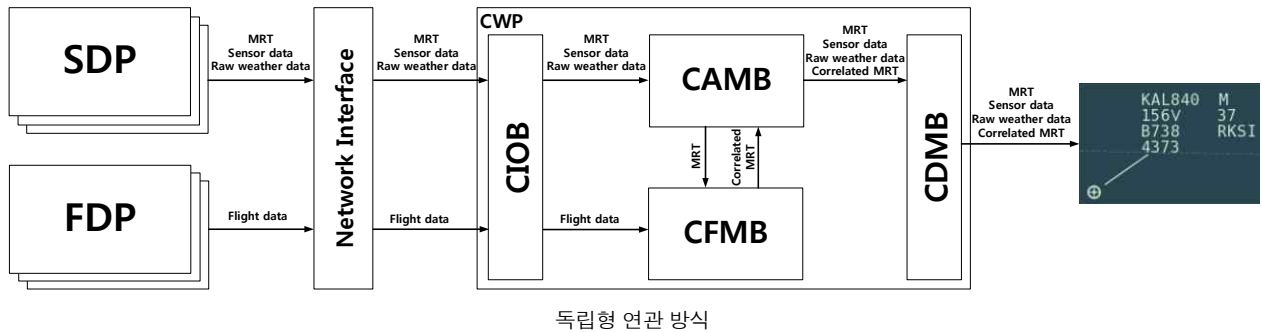 SDP
MRT
Sensor data
Raw weather data
FDP
Flight data
Network Interface
MRT
Sensor data
Raw weather data
Flight data
CWP
CIOB
MRT
Sensor data
Raw weather data
Flight data
CAMB
MRT
Correlated
MRT
CFMB
MRT
Sensor data
Raw weather data
Correlated MRT
CDMB
MRT
Sensor data
Raw weather data
Correlated MRT
KAL840 M
156V 37
B738 RKSI
4373
독립형 연관 방식